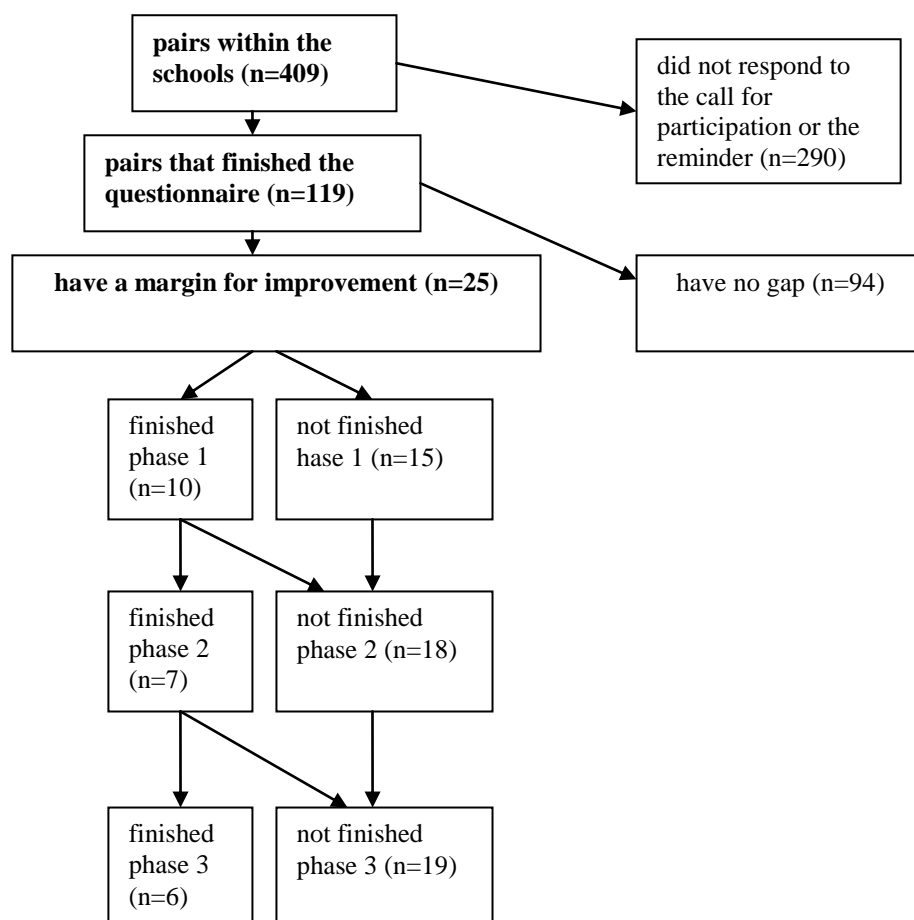 pairs within the
schools (n=409)
did not respond to
the call for
participation or the
reminder (n=290)
pairs that finished the
questionnaire (n=119)
have a margin for improvement (n=25)
have no gap (n=94)
finished
phase 1
(n=10)
not finished
hase 1 (n=15)
finished
phase 2
(n=7)
not finished
phase 2 (n=18)
finished
phase 3
(n=6)
not finished
phase 3 (n=19)